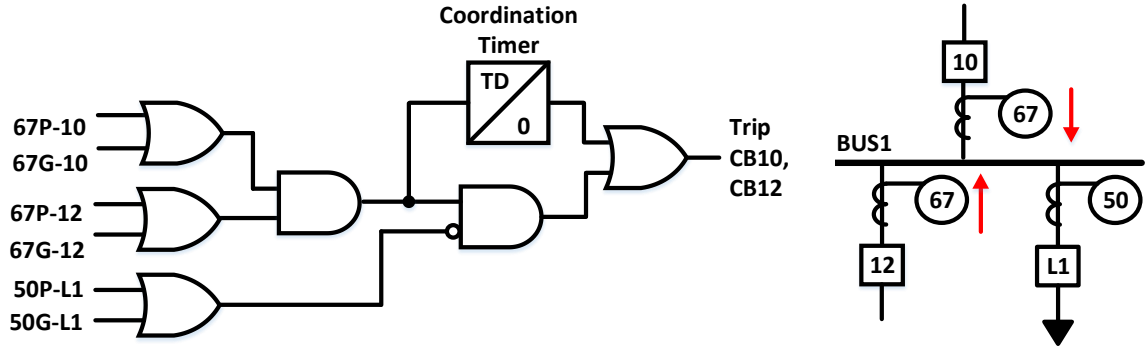 Coordination
Timer
TD
0
67P-10
67G-10
67P-12
67G-12
50P-L1
50G-L1
Trip
CB10,
CB12
10
67
BUS1
67
50
12
L1